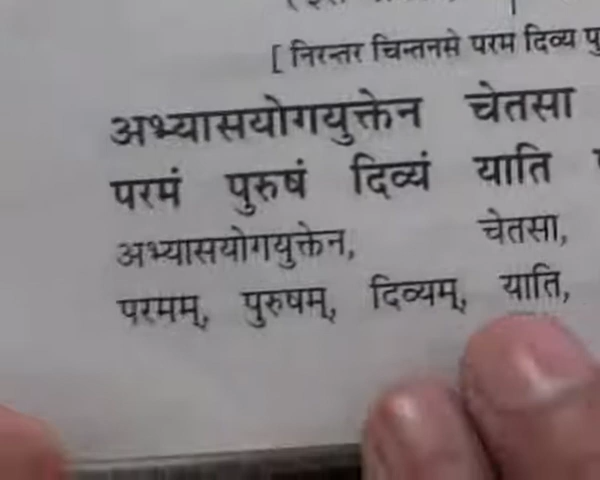 [ निरन्तर चिन्तनसे परम दिव्य
अभ्यासयोगयुक्तेन चेतसा
परमं पुरुषं दिव्यं याति
अभ्यासयोगयुक्तेन, चेतसा,
परमम्, पुरुषम्, दिव्यम्, याति,